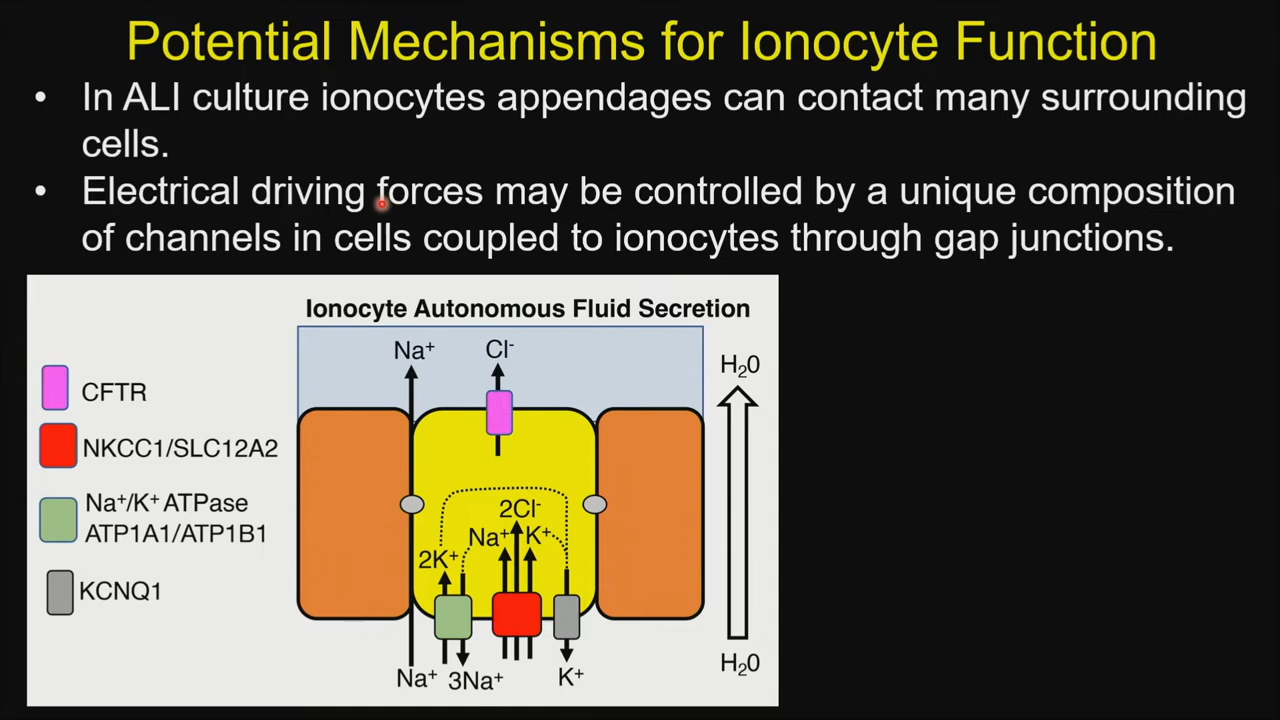 Potential Mechanisms for Ionocyte Function
• In ALI culture ionocytes appendages can contact many surrounding
cells.
• Electrical driving forces may be controlled by a unique composition
of channels in cells coupled to ionocytes through gap junctions.
Ionocyte Autonomous Fluid Secretion
Na⁺ Cl⁻
H₂0
CFTR
NKCC1/SLC12A2
Na⁺/K⁺ ATPase
ATP1A1/ATP1B1
KCNQ1
2Cl⁻
Na⁺ K⁺
2K⁺
Na⁺ 3Na⁺ K⁺
H₂0